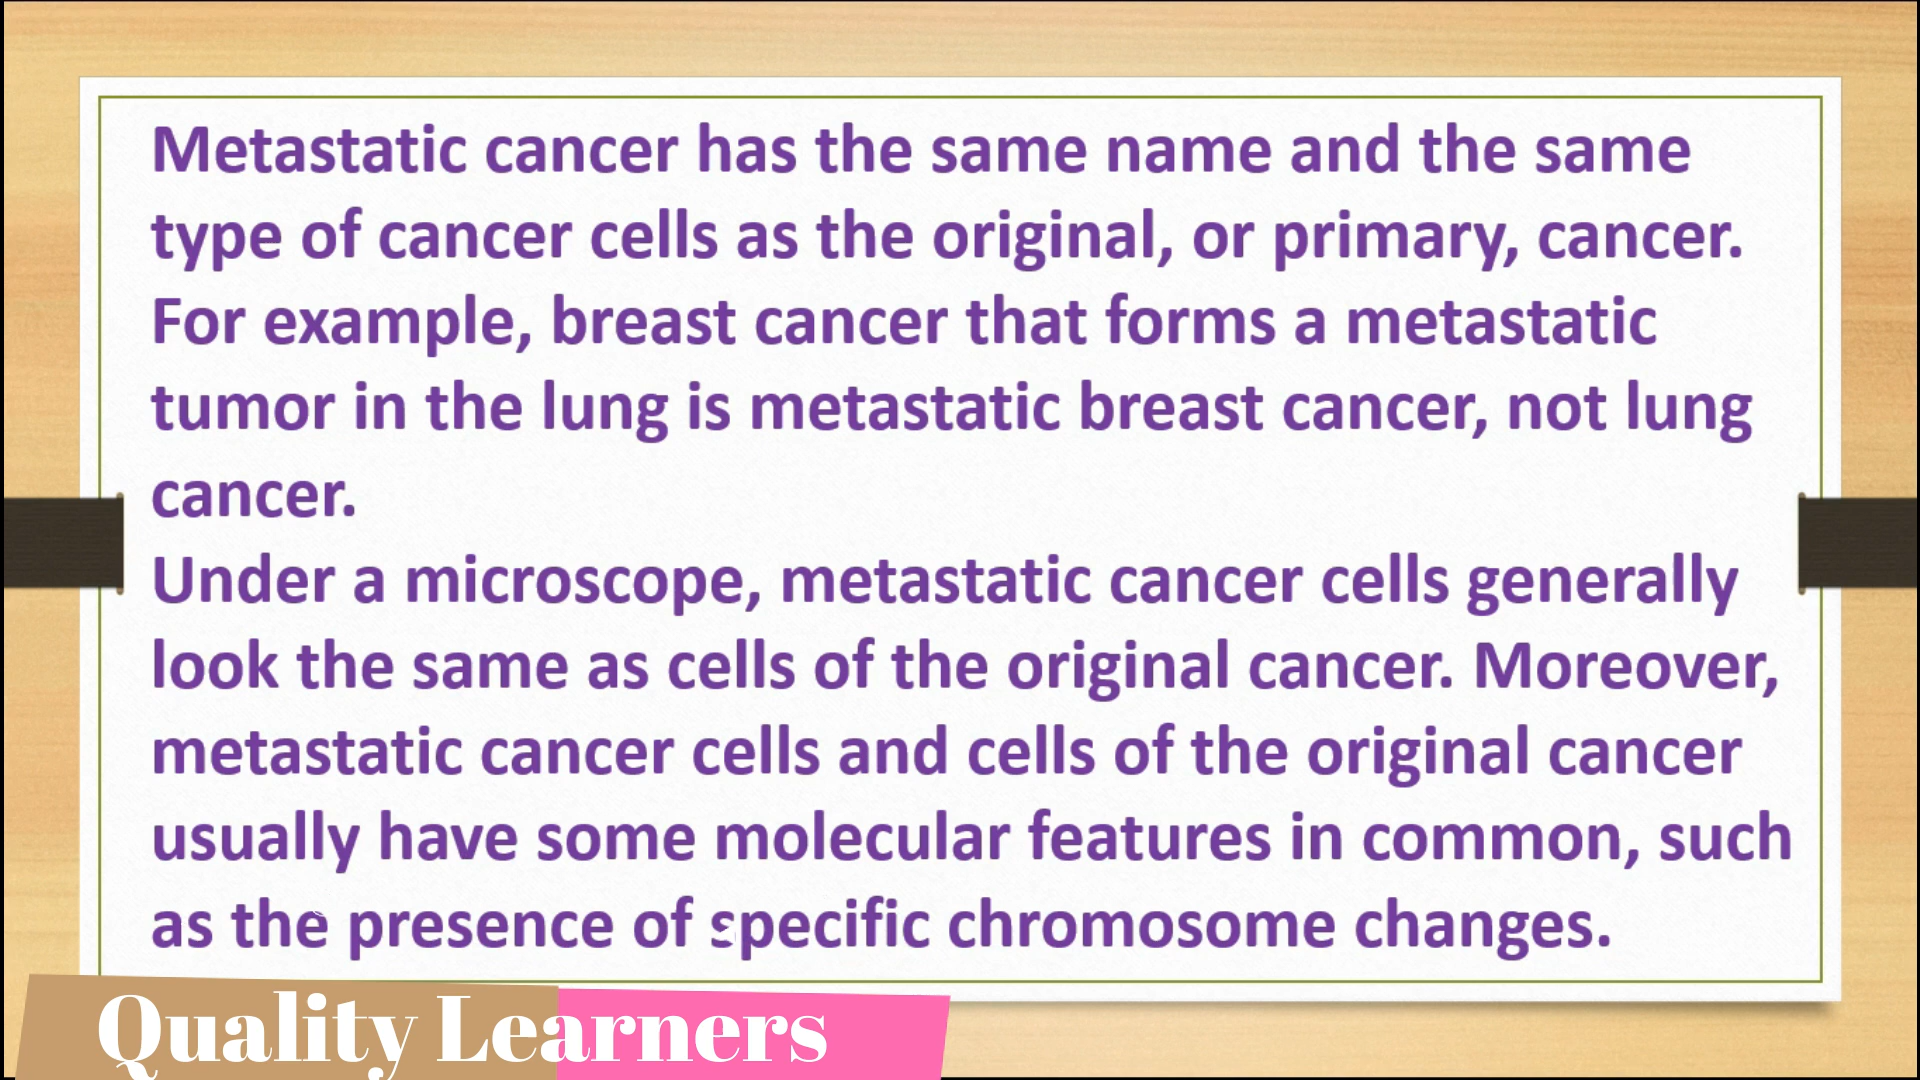 Metastatic cancer has the same name and the same
type of cancer cells as the original, or primary, cancer.
For example, breast cancer that forms a metastatic
tumor in the lung is metastatic breast cancer, not lung
cancer.
Under a microscope, metastatic cancer cells generally
look the same as cells of the original cancer. Moreover,
metastatic cancer cells and cells of the original cancer
usually have some molecular features in common, such
as the presence of specific chromosome changes.
Quality Learners